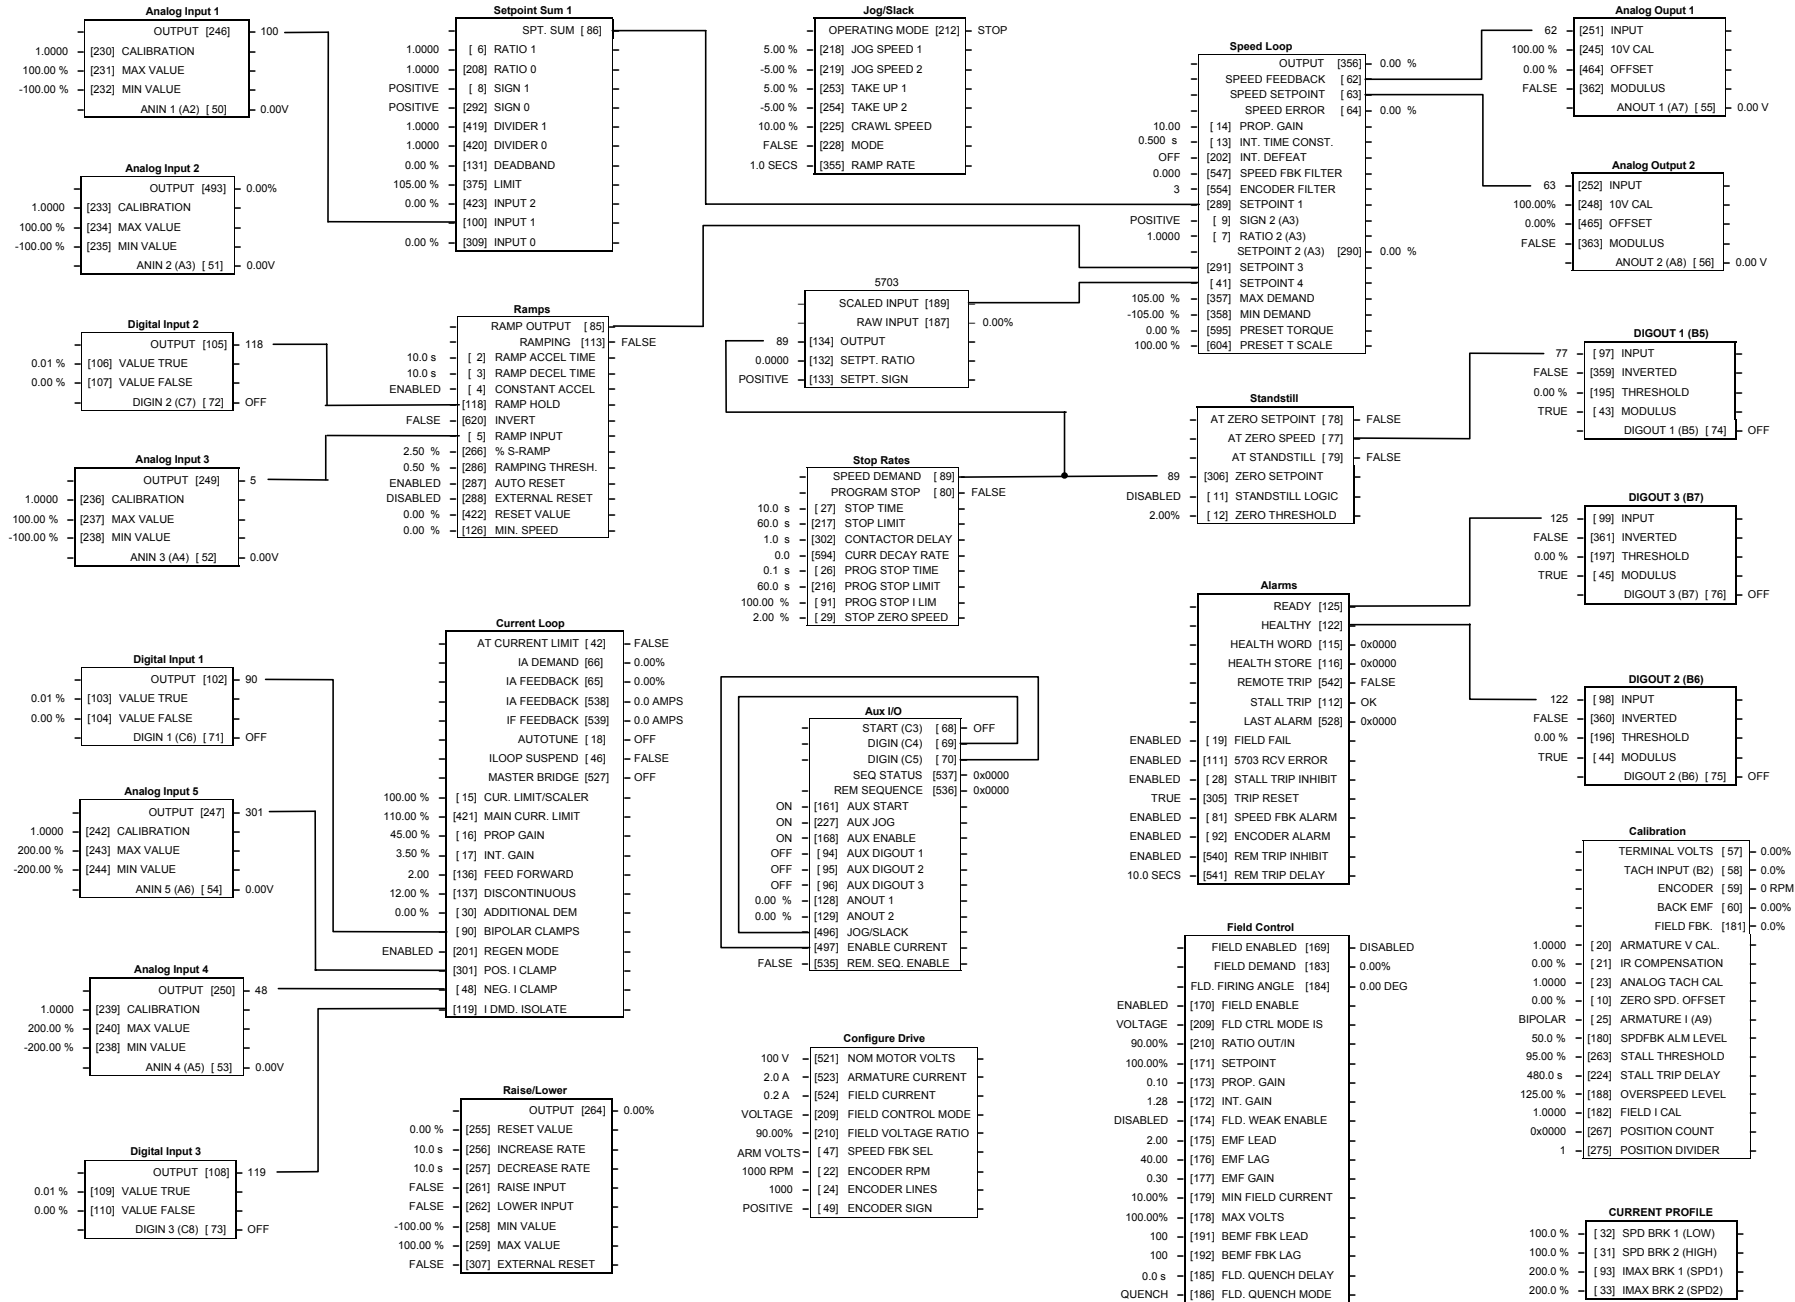 Analog Input 1
OUTPUT [246] 100
1.0000 [230] CALIBRATION
100.00 % [231] MAX VALUE
-100.00 % [232] MIN VALUE
ANIN 1 (A2) [ 50] 0.00V
Analog Input 2
OUTPUT [493] 0.00%
1.0000 [233] CALIBRATION
100.00 % [234] MAX VALUE
-100.00 % [235] MIN VALUE
ANIN 2 (A3) [ 51] 0.00V
Digital Input 2
OUTPUT [105] 118
0.01 % [106] VALUE TRUE
0.00 % [107] VALUE FALSE
DIGIN 2 (C7) [ 72] OFF
Analog Input 3
OUTPUT [249] 5
1.0000 [236] CALIBRATION
100.00 % [237] MAX VALUE
-100.00 % [238] MIN VALUE
ANIN 3 (A4) [ 52] 0.00V
Digital Input 1
OUTPUT [102] 90
0.01 % [103] VALUE TRUE
0.00 % [104] VALUE FALSE
DIGIN 1 (C6) [ 71] OFF
Analog Input 5
OUTPUT [247] 301
1.0000 [242] CALIBRATION
200.00 % [243] MAX VALUE
-200.00 % [244] MIN VALUE
ANIN 5 (A6) [ 54] 0.00V
Analog Input 4
OUTPUT [250] 48
1.0000 [239] CALIBRATION
200.00 % [240] MAX VALUE
-200.00 % [238] MIN VALUE
ANIN 4 (A5) [ 53] 0.00V
Digital Input 3
OUTPUT [108] 119
0.01 % [109] VALUE TRUE
0.00 % [110] VALUE FALSE
DIGIN 3 (C8) [ 73] OFF
Setpoint Sum 1
SPT. SUM [ 86]
1.0000 [ 6] RATIO 1
1.0000 [208] RATIO 0
POSITIVE [ 8] SIGN 1
POSITIVE [292] SIGN 0
1.0000 [419] DIVIDER 1
1.0000 [420] DIVIDER 0
0.00 % [131] DEADBAND
105.00 % [375] LIMIT
0.00 % [423] INPUT 2
[100] INPUT 1
0.00 % [309] INPUT 0
Ramps
RAMP OUTPUT [ 85]
RAMPING [113] FALSE
10.0 s [ 2] RAMP ACCEL TIME
10.0 s [ 3] RAMP DECEL TIME
ENABLED [ 4] CONSTANT ACCEL
[118] RAMP HOLD
FALSE [620] INVERT
[ 5] RAMP INPUT
2.50 % [266] % S-RAMP
0.50 % [286] RAMPING THRESH.
ENABLED [287] AUTO RESET
DISABLED [288] EXTERNAL RESET
0.00 % [422] RESET VALUE
0.00 % [126] MIN. SPEED
Current Loop
AT CURRENT LIMIT [ 42] FALSE
IA DEMAND [66] 0.00%
IA FEEDBACK [65] 0.00%
IA FEEDBACK [538] 0.0 AMPS
IF FEEDBACK [539] 0.0 AMPS
AUTOTUNE [ 18] OFF
ILOOP SUSPEND [ 46] FALSE
MASTER BRIDGE [527] OFF
100.00 % [ 15] CUR. LIMIT/SCALER
110.00 % [421] MAIN CURR. LIMIT
45.00 % [ 16] PROP GAIN
3.50 % [ 17] INT. GAIN
2.00 [136] FEED FORWARD
12.00 % [137] DISCONTINUOUS
0.00 % [ 30] ADDITIONAL DEM
[ 90] BIPOLAR CLAMPS
ENABLED [201] REGEN MODE
[301] POS. I CLAMP
[ 48] NEG. I CLAMP
[119] I DMD. ISOLATE
Raise/Lower
OUTPUT [264] 0.00%
0.00 % [255] RESET VALUE
10.0 s [256] INCREASE RATE
10.0 s [257] DECREASE RATE
FALSE [261] RAISE INPUT
FALSE [262] LOWER INPUT
-100.00 % [258] MIN VALUE
100.00 % [259] MAX VALUE
FALSE [307] EXTERNAL RESET
Jog/Slack
OPERATING MODE [212] STOP
5.00 % [218] JOG SPEED 1
-5.00 % [219] JOG SPEED 2
5.00 % [253] TAKE UP 1
-5.00 % [254] TAKE UP 2
10.00 % [225] CRAWL SPEED
FALSE [228] MODE
1.0 SECS [355] RAMP RATE
5703
SCALED INPUT [189]
RAW INPUT [187] 0.00%
89 [134] OUTPUT
0.0000 [132] SETPT. RATIO
POSITIVE [133] SETPT. SIGN
Stop Rates
SPEED DEMAND [ 89]
PROGRAM STOP [ 80] FALSE
10.0 s [ 27] STOP TIME
60.0 s [217] STOP LIMIT
1.0 s [302] CONTACTOR DELAY
0.0 [594] CURR DECAY RATE
0.1 s [ 26] PROG STOP TIME
60.0 s [216] PROG STOP LIMIT
100.00 % [ 91] PROG STOP I LIM
2.00 % [ 29] STOP ZERO SPEED
Aux I/O
START (C3) [ 68] OFF
DIGIN (C4) [ 69]
DIGIN (C5) [ 70]
SEQ STATUS [537] 0x0000
REM SEQUENCE [536] 0x0000
ON [161] AUX START
ON [227] AUX JOG
ON [168] AUX ENABLE
OFF [ 94] AUX DIGOUT 1
OFF [ 95] AUX DIGOUT 2
OFF [ 96] AUX DIGOUT 3
0.00 % [128] ANOUT 1
0.00 % [129] ANOUT 2
[496] JOG/SLACK
[497] ENABLE CURRENT
FALSE [535] REM. SEQ. ENABLE
Configure Drive
100 V [521] NOM MOTOR VOLTS
2.0 A [523] ARMATURE CURRENT
0.2 A [524] FIELD CURRENT
VOLTAGE [209] FIELD CONTROL MODE
90.00% [210] FIELD VOLTAGE RATIO
ARM VOLTS [ 47] SPEED FBK SEL
1000 RPM [ 22] ENCODER RPM
1000 [ 24] ENCODER LINES
POSITIVE [ 49] ENCODER SIGN
Speed Loop
OUTPUT [356] 0.00 %
SPEED FEEDBACK [ 62]
SPEED SETPOINT [ 63]
SPEED ERROR [ 64] 0.00 %
10.00 [ 14] PROP. GAIN
0.500 s [ 13] INT. TIME CONST.
OFF [202] INT. DEFEAT
0.000 [547] SPEED FBK FILTER
3 [554] ENCODER FILTER
[289] SETPOINT 1
POSITIVE [ 9] SIGN 2 (A3)
1.0000 [ 7] RATIO 2 (A3)
SETPOINT 2 (A3) [290] 0.00 %
[291] SETPOINT 3
[ 41] SETPOINT 4
105.00 % [357] MAX DEMAND
-105.00 % [358] MIN DEMAND
0.00 % [595] PRESET TORQUE
100.00 % [604] PRESET T SCALE
Standstill
AT ZERO SETPOINT [ 78] FALSE
AT ZERO SPEED [ 77]
AT STANDSTILL [ 79] FALSE
89 [306] ZERO SETPOINT
DISABLED [ 11] STANDSTILL LOGIC
2.00% [ 12] ZERO THRESHOLD
Alarms
READY [125]
HEALTHY [122]
HEALTH WORD [115] 0x0000
HEALTH STORE [116] 0x0000
REMOTE TRIP [542] FALSE
STALL TRIP [112] OK
LAST ALARM [528] 0x0000
ENABLED [ 19] FIELD FAIL
ENABLED [111] 5703 RCV ERROR
ENABLED [ 28] STALL TRIP INHIBIT
TRUE [305] TRIP RESET
ENABLED [ 81] SPEED FBK ALARM
ENABLED [ 92] ENCODER ALARM
ENABLED [540] REM TRIP INHIBIT
10.0 SECS [541] REM TRIP DELAY
Field Control
FIELD ENABLED [169] DISABLED
FIELD DEMAND [183] 0.00%
FLD. FIRING ANGLE [184] 0.00 DEG
ENABLED [170] FIELD ENABLE
VOLTAGE [209] FLD CTRL MODE IS
90.00% [210] RATIO OUT/IN
100.00% [171] SETPOINT
0.10 [173] PROP. GAIN
1.28 [172] INT. GAIN
DISABLED [174] FLD. WEAK ENABLE
2.00 [175] EMF LEAD
40.00 [176] EMF LAG
0.30 [177] EMF GAIN
10.00% [179] MIN FIELD CURRENT
100.00% [178] MAX VOLTS
100 [191] BEMF FBK LEAD
100 [192] BEMF FBK LAG
0.0 s [185] FLD. QUENCH DELAY
QUENCH [186] FLD. QUENCH MODE
Analog Ouput 1
62 [251] INPUT
100.00 % [245] 10V CAL
0.00 % [464] OFFSET
FALSE [362] MODULUS
ANOUT 1 (A7) [ 55] 0.00 V
Analog Output 2
63 [252] INPUT
100.00% [248] 10V CAL
0.00% [465] OFFSET
FALSE [363] MODULUS
ANOUT 2 (A8) [ 56] 0.00 V
DIGOUT 1 (B5)
77 [ 97] INPUT
FALSE [359] INVERTED
0.00 % [195] THRESHOLD
TRUE [ 43] MODULUS
DIGOUT 1 (B5) [ 74] OFF
DIGOUT 3 (B7)
125 [ 99] INPUT
FALSE [361] INVERTED
0.00 % [197] THRESHOLD
TRUE [ 45] MODULUS
DIGOUT 3 (B7) [ 76] OFF
DIGOUT 2 (B6)
122 [ 98] INPUT
FALSE [360] INVERTED
0.00 % [196] THRESHOLD
TRUE [ 44] MODULUS
DIGOUT 2 (B6) [ 75] OFF
Calibration
TERMINAL VOLTS [ 57] 0.00%
TACH INPUT (B2) [ 58] 0.0%
ENCODER [ 59] 0 RPM
BACK EMF [ 60] 0.00%
FIELD FBK. [181] 0.0%
1.0000 [ 20] ARMATURE V CAL.
0.00 % [ 21] IR COMPENSATION
1.0000 [ 23] ANALOG TACH CAL
0.00 % [ 10] ZERO SPD. OFFSET
BIPOLAR [ 25] ARMATURE I (A9)
50.0 % [180] SPDFBK ALM LEVEL
95.00 % [263] STALL THRESHOLD
480.0 s [224] STALL TRIP DELAY
125.00 % [188] OVERSPEED LEVEL
1.0000 [182] FIELD I CAL
0x0000 [267] POSITION COUNT
1 [275] POSITION DIVIDER
CURRENT PROFILE
100.0 % [ 32] SPD BRK 1 (LOW)
100.0 % [ 31] SPD BRK 2 (HIGH)
200.0 % [ 93] IMAX BRK 1 (SPD1)
200.0 % [ 33] IMAX BRK 2 (SPD2)